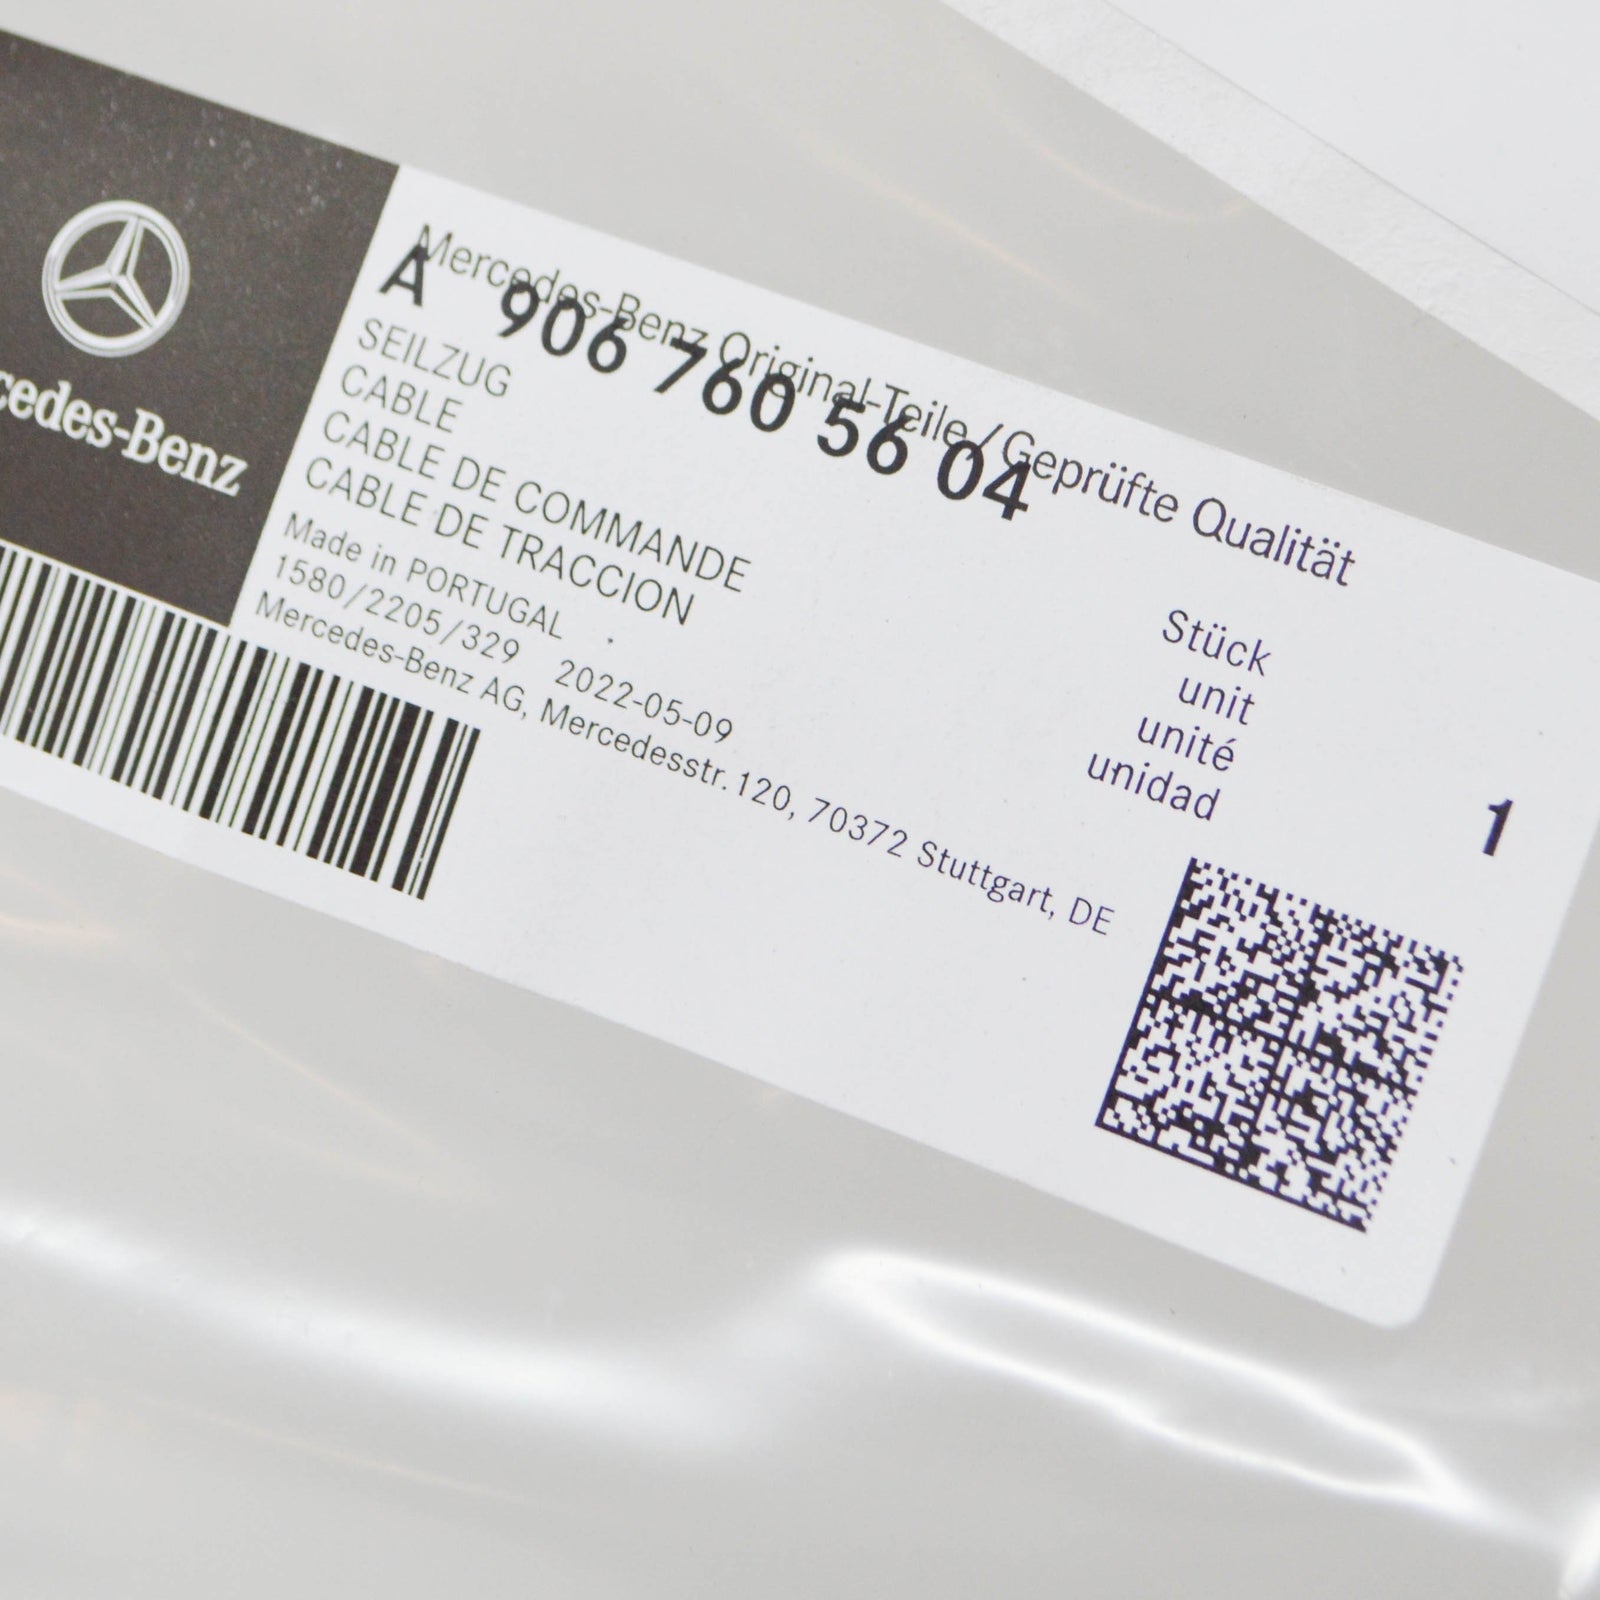 Mercedes-Benz
Mercedes-Benz Original-Teile/Geprüfte Qualität
A 906 760 56 04
SEILZUG
CABLE
CABLE DE COMMANDE
CABLE DE TRACCION
Made in PORTUGAL
1580/2205/329 2022-05-09
Mercedes-Benz AG, Mercedesstr.120, 70372 Stuttgart, DE
Stück
unit
unité
unidad
1